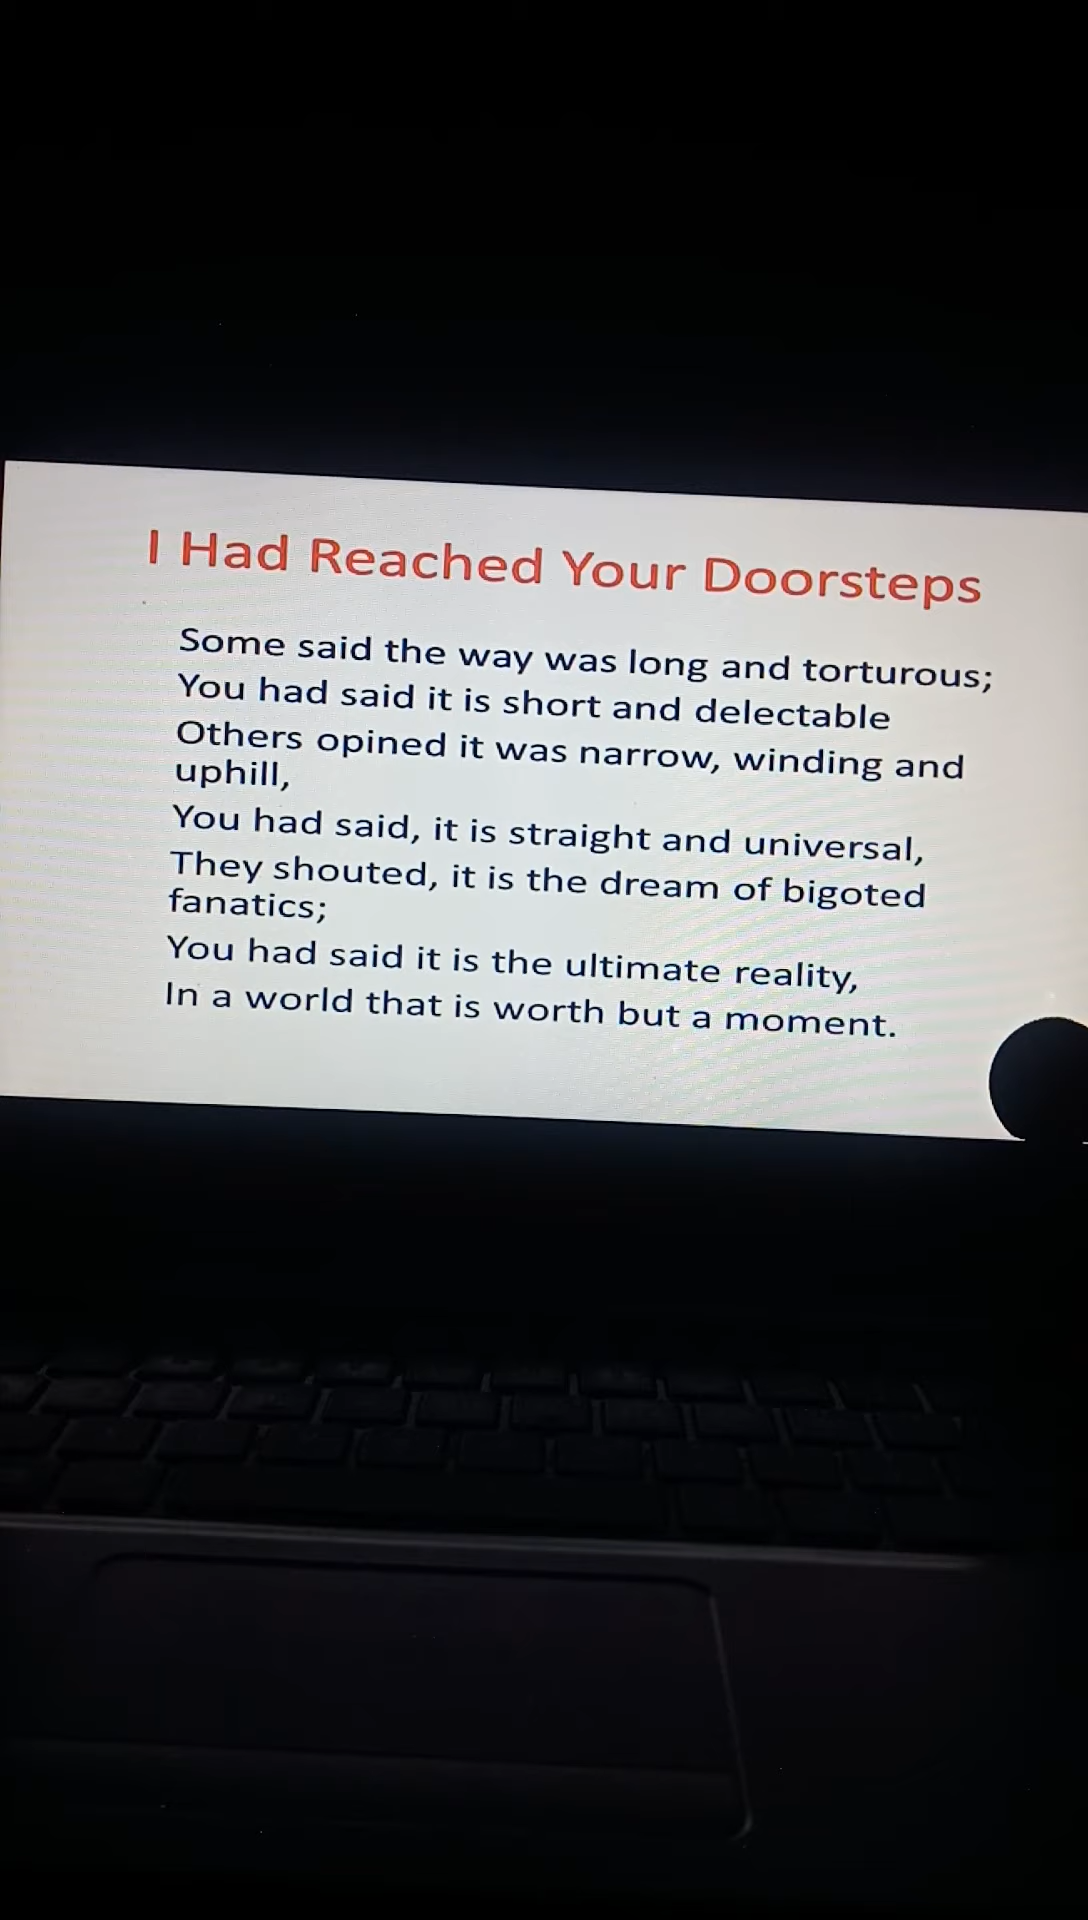 I Had Reached Your Doorsteps
Some said the way was long and torturous;
You had said it is short and delectable
Others opined it was narrow, winding and
uphill,
You had said, it is straight and universal,
They shouted, it is the dream of bigoted
fanatics;
You had said it is the ultimate reality,
In a world that is worth but a moment.